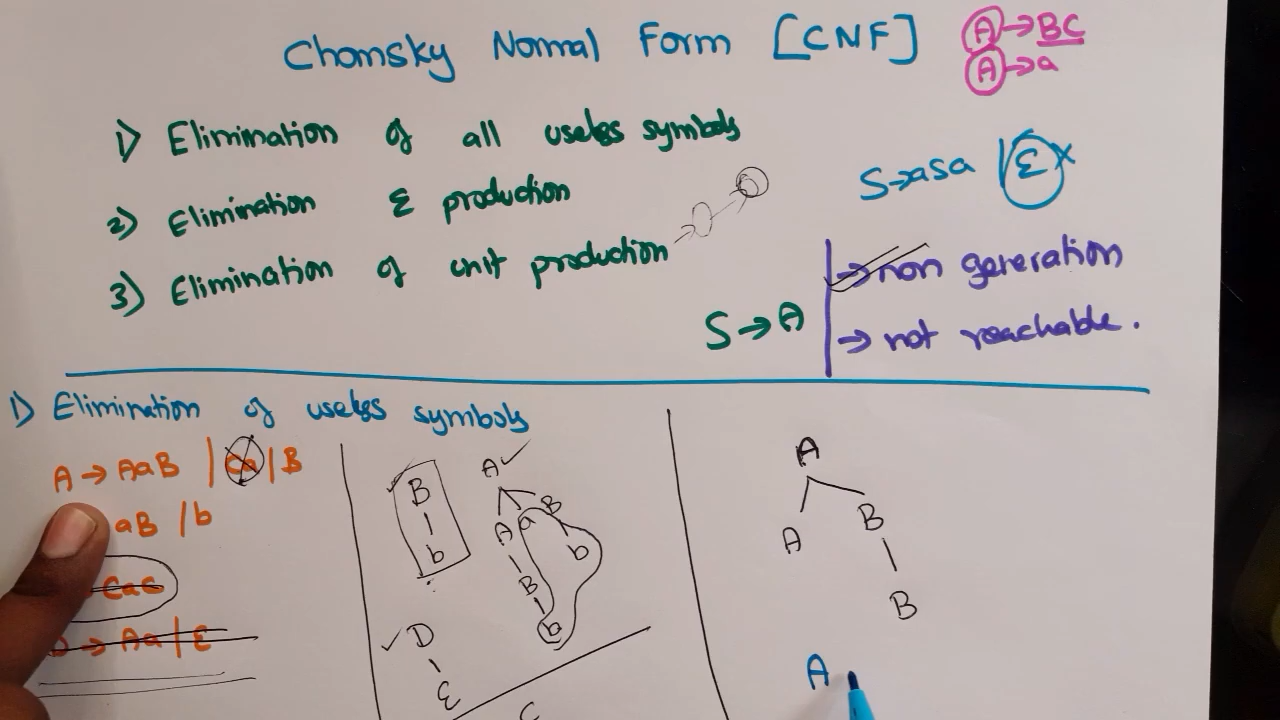 Chomsky Normal Form [CNF]
A→BC
A→a
1) Elimination of all useless symbols
2) Elimination ε production
3) Elimination of unit production
S→aSa | ε x
S→A
→ non generation
→ not reachable.
1) Elimination of useless symbols
A → AaB | Ca | B
aB | b
CaC
D → Aa | ε
B
b
D
ε
A
A a B
b
B
b
C
A
A B
B
A